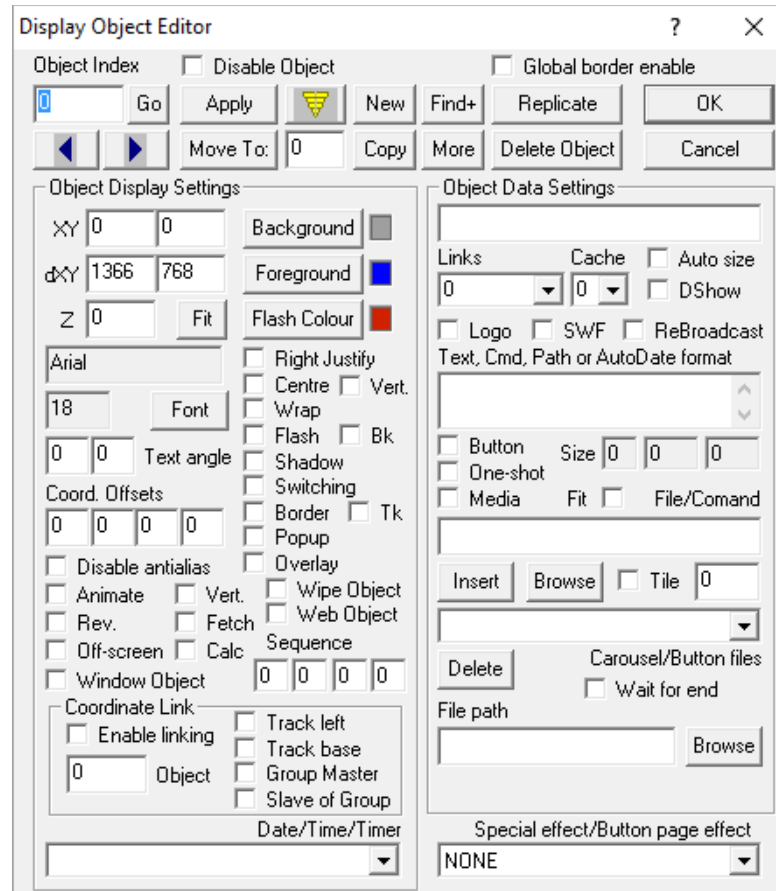 Display Object Editor ? ✕
Object Index Disable Object Global border enable
0 Go Apply New Find+ Replicate OK
Move To: 0 Copy More Delete Object Cancel
Object Display Settings
XY 0 0 Background
dXY 1366 768 Foreground
Z 0 Fit Flash Colour
Arial Right Justify
Centre Vert.
18 Font Wrap
Flash Bk
0 0 Text angle Shadow
Coord. Offsets Switching
0 0 0 0 Border Tk
Popup
Disable antialias Overlay
Animate Vert. Wipe Object
Rev. Fetch Web Object
Off-screen Calc Sequence
Window Object 0 0 0 0
Coordinate Link
Enable linking Track left
Track base
0 Object Group Master
Slave of Group
Date/Time/Timer
Object Data Settings
Links Cache Auto size
0 0 DShow
Logo SWF ReBroadcast
Text, Cmd, Path or AutoDate format
Button Size 0 0 0
One-shot
Media Fit File/Comand
Insert Browse Tile 0
Delete Carousel/Button files
Wait for end
File path
Browse
Special effect/Button page effect
NONE